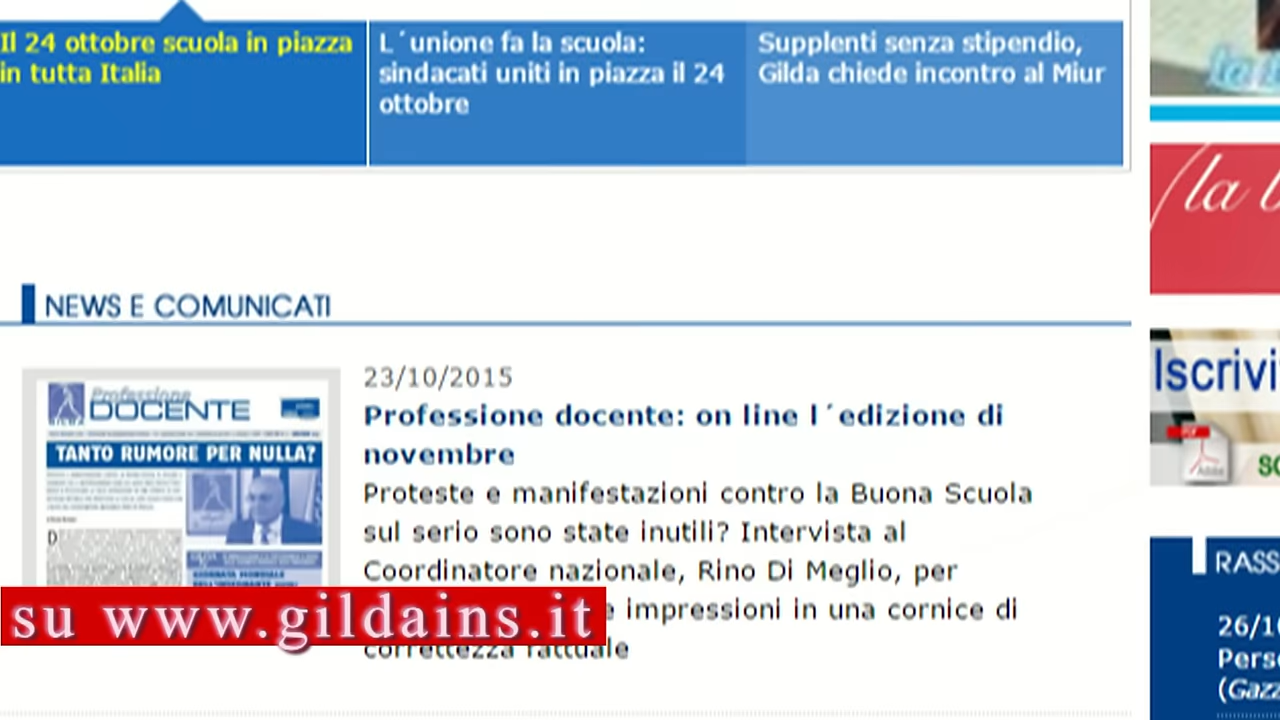 Il 24 ottobre scuola in piazza
in tutta Italia
L´unione fa la scuola:
sindacati uniti in piazza il 24
ottobre
Supplenti senza stipendio,
Gilda chiede incontro al Miur
(la b
NEWS E COMUNICATI
23/10/2015
Professione docente: on line l´edizione di
novembre
Proteste e manifestazioni contro la Buona Scuola
sul serio sono state inutili? Intervista al
Coordinatore nazionale, Rino Di Meglio, per
e impressioni in una cornice di
correttezza fattuale
Professione
DOCENTE
TANTO RUMORE PER NULLA?
su www.gildains.it
Iscrivi
RASS
26/10
Perso
(Gazz